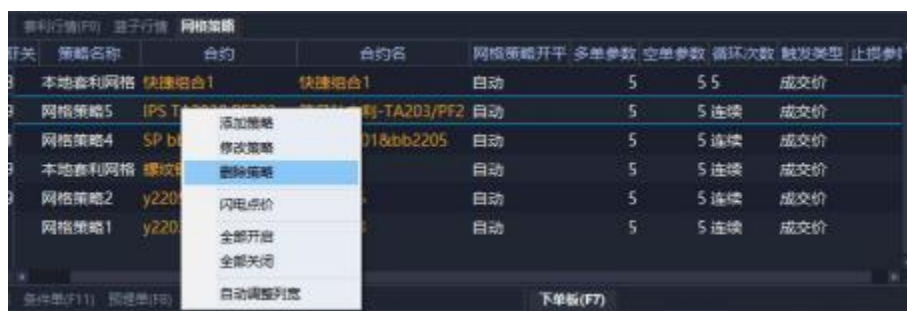 套利行情(F9) 篮子行情 网格策略
开关 策略名称 合约 合约名 网格策略开平 多单参数 空单参数 循环次数 触发类型 止损参
本地套利网格 快捷组合1 快捷组合1 自动 5 5 5 成交价
网格策略5 IPS T -TA203/PF2 自动 5 5 连续 成交价
网格策略4 SP b 01&bb2205 自动 5 5 连续 成交价
本地套利网格 螺纹 自动 5 5 连续 成交价
网格策略2 y220 自动 5 5 连续 成交价
网格策略1 y220 自动 5 5 连续 成交价
添加策略
修改策略
删除策略
闪电点价
全部开启
全部关闭
自动调整列宽
条件单(F11) 预埋单(F8) 下单板(F7)